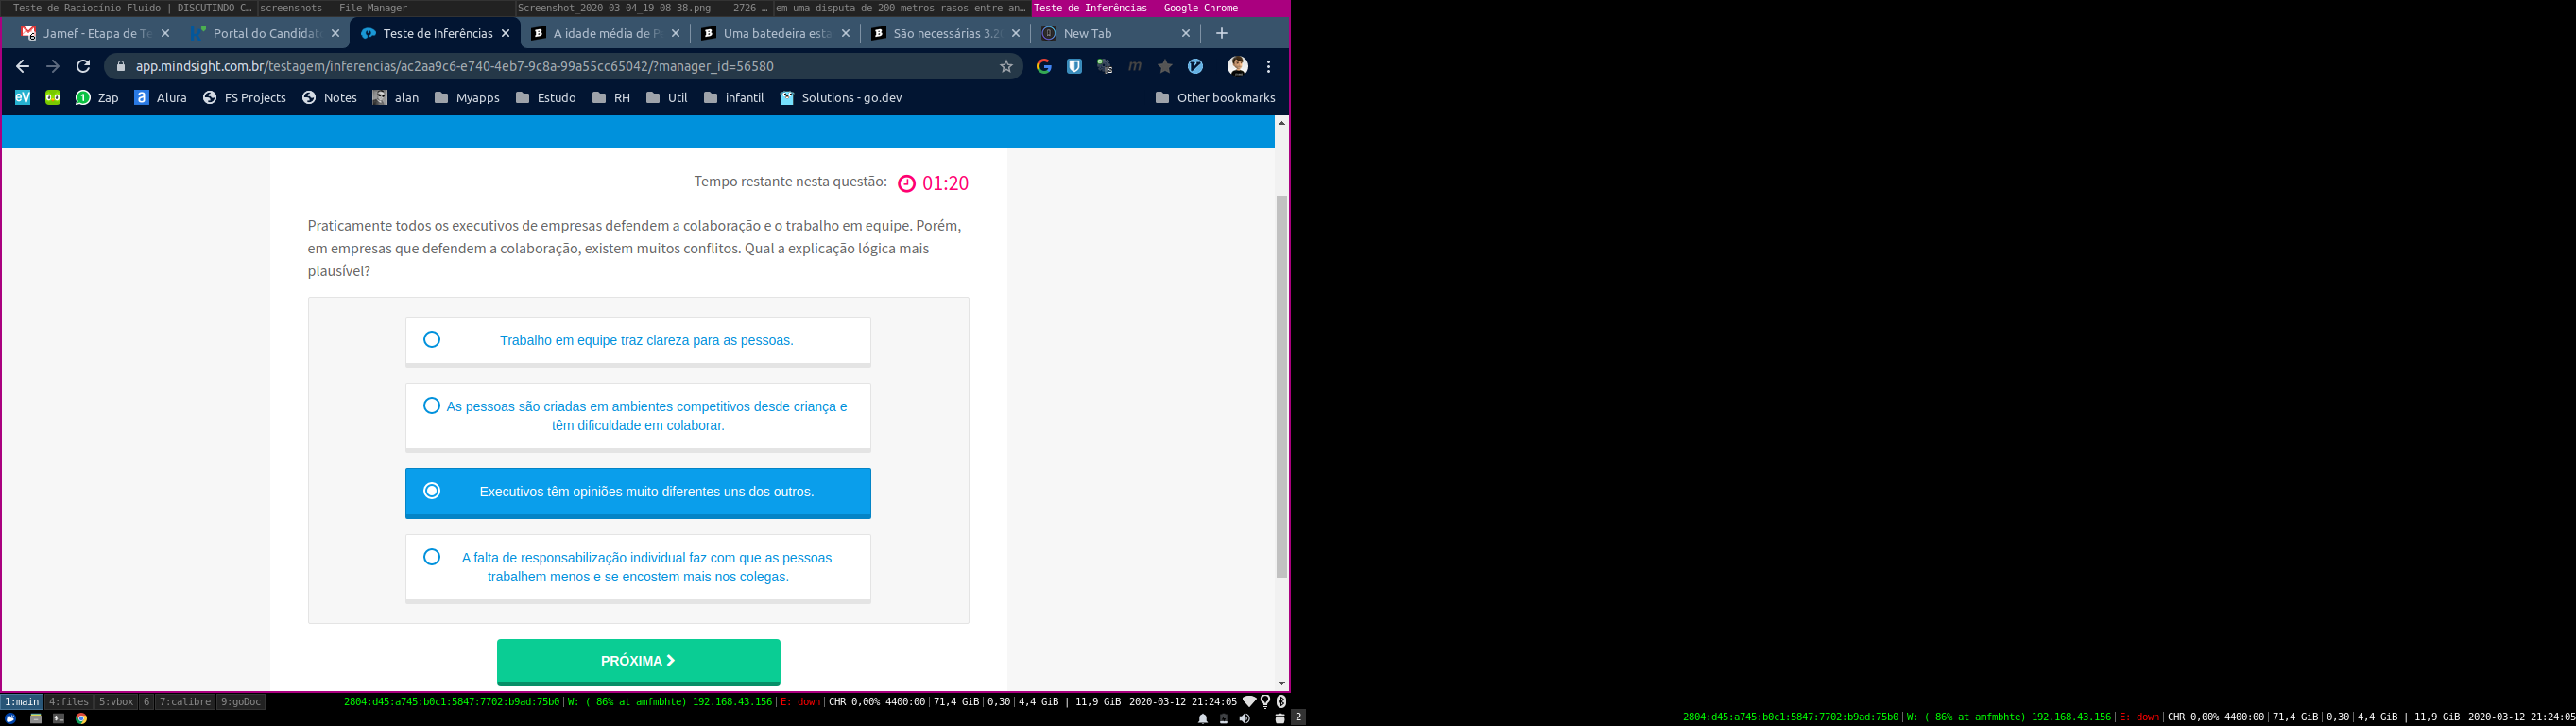 — Teste de Raciocínio Fluido | DISCUTINDO C… screenshots - File Manager Screenshot_2020-03-04_19-08-38.png - 2726 … em uma disputa de 200 metros rasos entre an… Teste de Inferências - Google Chrome
Jamef - Etapa de Te Portal do Candidat Teste de Inferências A idade média de P Uma batedeira esta São necessárias 3.2 New Tab
app.mindsight.com.br/testagem/inferencias/ac2aa9c6-e740-4eb7-9c8a-99a55cc65042/?manager_id=56580
eV Zap Alura FS Projects Notes alan Myapps Estudo RH Util infantil Solutions - go.dev Other bookmarks
Tempo restante nesta questão: 01:20
Praticamente todos os executivos de empresas defendem a colaboração e o trabalho em equipe. Porém,
em empresas que defendem a colaboração, existem muitos conflitos. Qual a explicação lógica mais
plausível?
Trabalho em equipe traz clareza para as pessoas.
As pessoas são criadas em ambientes competitivos desde criança e
têm dificuldade em colaborar.
Executivos têm opiniões muito diferentes uns dos outros.
A falta de responsabilização individual faz com que as pessoas
trabalhem menos e se encostem mais nos colegas.
PRÓXIMA
1:main 4:files 5:vbox 6 7:calibre 9:goDoc 2804:d45:a745:b0c1:5847:7702:b9ad:75b0 | W: ( 86% at amfmbhte) 192.168.43.156 | E: down | CHR 0,00% 4400:00 | 71,4 GiB | 0,30 | 4,4 GiB | 11,9 GiB | 2020-03-12 21:24:05
2 2804:d45:a745:b0c1:5847:7702:b9ad:75b0 | W: ( 86% at amfmbhte) 192.168.43.156 | E: down | CHR 0,00% 4400:00 | 71,4 GiB | 0,30 | 4,4 GiB | 11,9 GiB | 2020-03-12 21:24:0